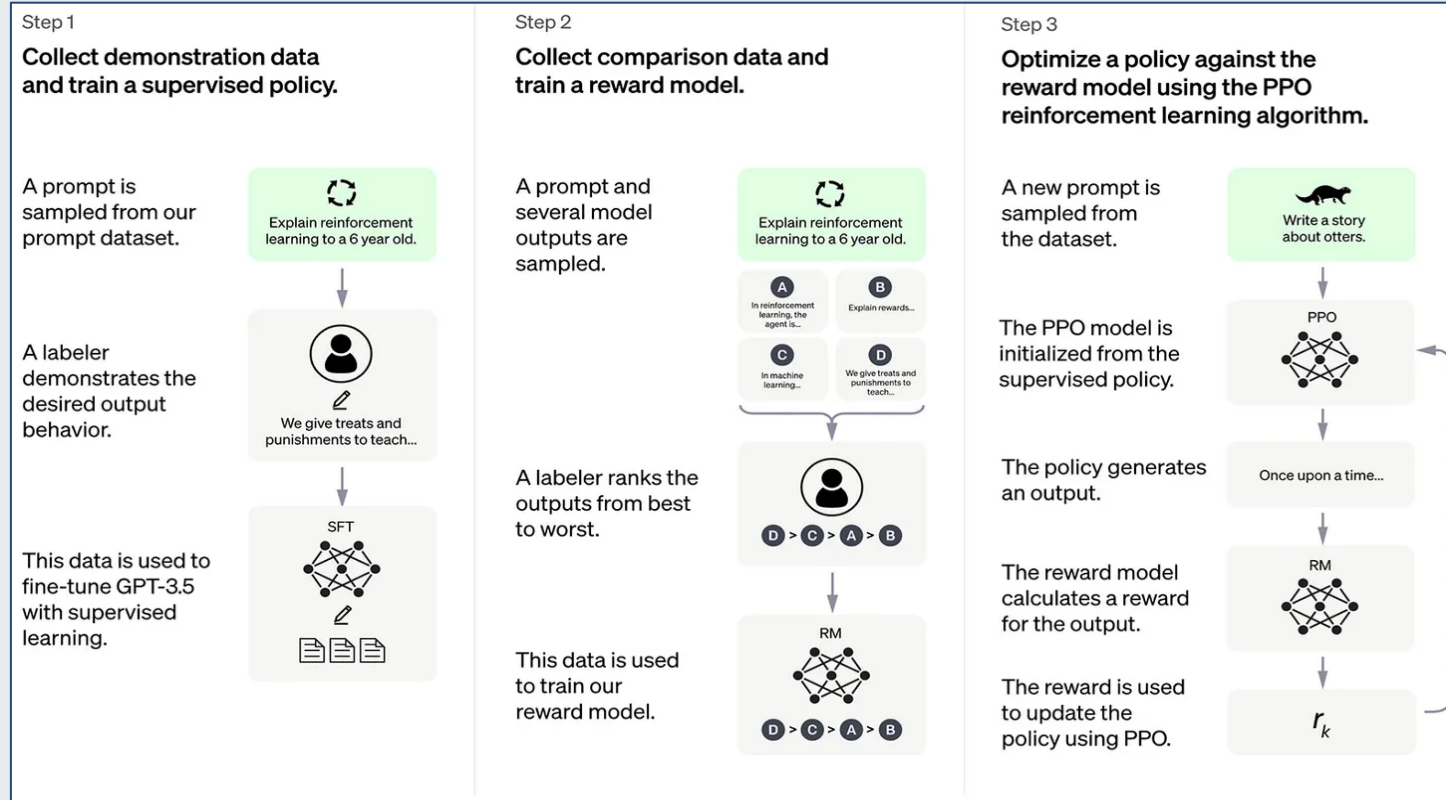 Step 1
Collect demonstration data
and train a supervised policy.
A prompt is
sampled from our
prompt dataset.
Explain reinforcement
learning to a 6 year old.
A labeler
demonstrates the
desired output
behavior.
We give treats and
punishments to teach...
This data is used to
fine-tune GPT-3.5
with supervised
learning.
SFT
Step 2
Collect comparison data and
train a reward model.
A prompt and
several model
outputs are
sampled.
Explain reinforcement
learning to a 6 year old.
A
In reinforcement
learning, the
agent is...
B
Explain rewards...
C
In machine
learning...
D
We give treats and
punishments to
teach...
A labeler ranks the
outputs from best
to worst.
D > C > A > B
This data is used
to train our
reward model.
RM
D > C > A > B
Step 3
Optimize a policy against the
reward model using the PPO
reinforcement learning algorithm.
A new prompt is
sampled from
the dataset.
Write a story
about otters.
The PPO model is
initialized from the
supervised policy.
PPO
The policy generates
an output.
Once upon a time...
The reward model
calculates a reward
for the output.
RM
The reward is used
to update the
policy using PPO.
rk